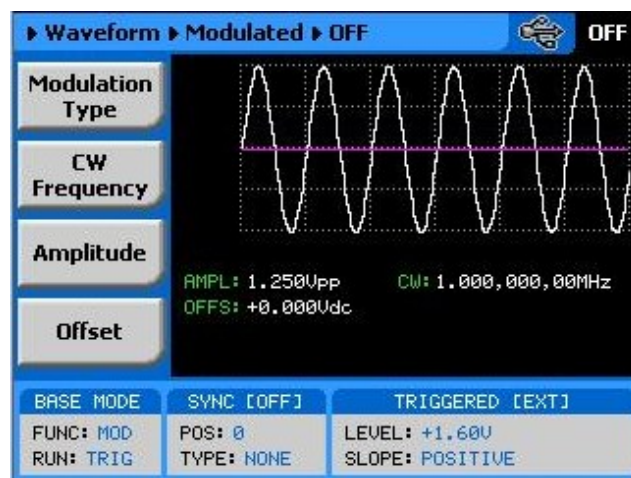 ▶ Waveform ▶ Modulated ▶ OFF
OFF
Modulation
Type
CW
Frequency
Amplitude
Offset
AMPL: 1.250Vpp CW: 1.000,000,00MHz
OFFS: +0.000Vdc
BASE MODE SYNC [OFF] TRIGGERED [EXT]
FUNC: MOD POS: 0 LEVEL: +1.60V
RUN: TRIG TYPE: NONE SLOPE: POSITIVE